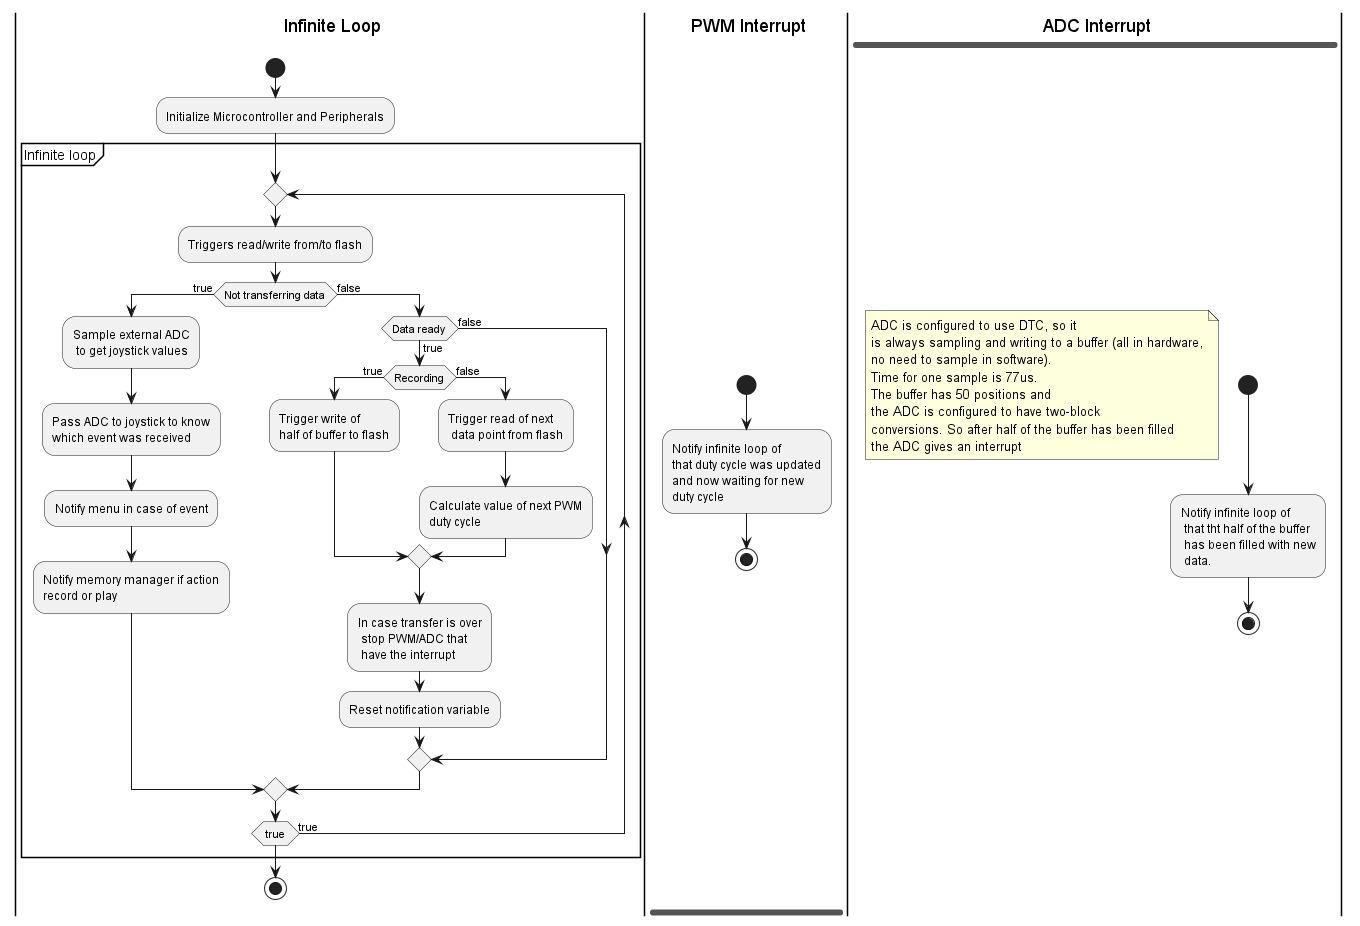 Infinite Loop
PWM Interrupt
ADC Interrupt
Initialize Microcontroller and Peripherals
Infinite loop
Triggers read/write from/to flash
true
Not transferring data
false
Sample external ADC
to get joystick values
Pass ADC to joystick to know
which event was received
Notify menu in case of event
Notify memory manager if action
record or play
Data ready
false
true
true
Recording
false
Trigger write of
half of buffer to flash
Trigger read of next
data point from flash
Calculate value of next PWM
duty cycle
In case transfer is over
stop PWM/ADC that
have the interrupt
Reset notification variable
true
true
Notify infinite loop of
that duty cycle was updated
and now waiting for new
duty cycle
ADC is configured to use DTC, so it
is always sampling and writing to a buffer (all in hardware,
no need to sample in software).
Time for one sample is 77us.
The buffer has 50 positions and
the ADC is configured to have two-block
conversions. So after half of the buffer has been filled
the ADC gives an interrupt
Notify infinite loop of
that tht half of the buffer
has been filled with new
data.